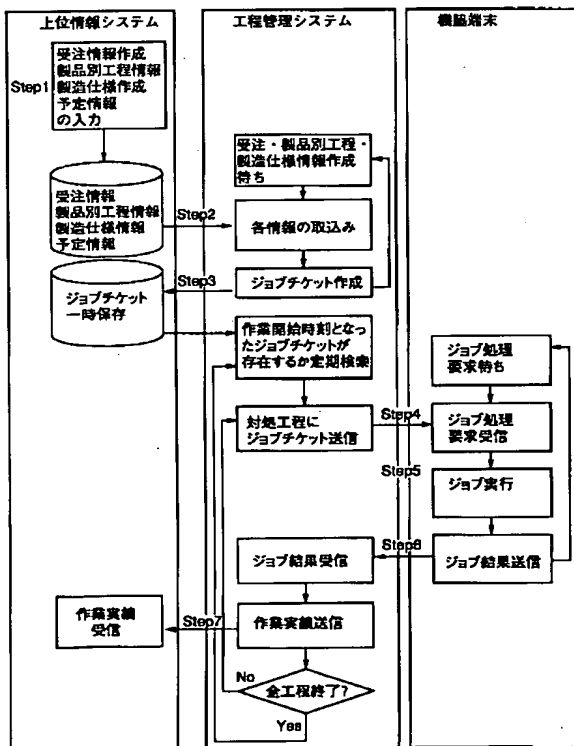 上位情報システム
工程管理システム
機器端末
Step1
受注情報作成
製品別工程情報
製造仕様作成
予定情報
の入力
受注・製品別工程・
製造仕様情報作成
待ち
受注情報
製品別工程情報
製造仕様情報
予定情報
Step2
各情報の取込み
Step3
ジョブチケット作成
ジョブチケット
一時保存
作業開始時刻となっ
たジョブチケットが
存在するか定期検索
ジョブ処理
要求待ち
対処工程に
ジョブチケット送信
Step4
ジョブ処理
要求受信
Step5
ジョブ実行
Step6
ジョブ結果送信
ジョブ結果受信
作業実績
受信
Step7
作業実績送信
No
全工程終了?
Yes